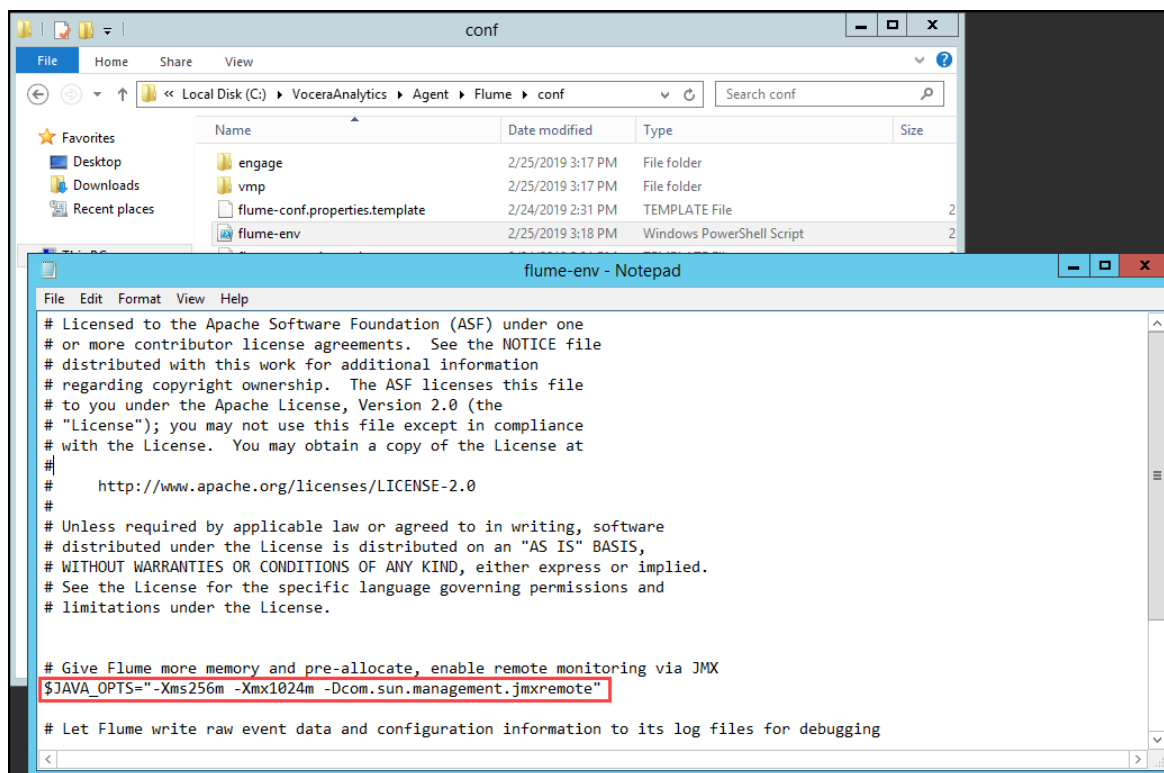 conf
File Home Share View
« Local Disk (C:) VoceraAnalytics Agent Flume conf Search conf
Favorites
Desktop
Downloads
Recent places
Name Date modified Type Size
engage 2/25/2019 3:17 PM File folder
vmp 2/25/2019 3:17 PM File folder
flume-conf.properties.template 2/24/2019 2:31 PM TEMPLATE File 2
flume-env 2/25/2019 3:18 PM Windows PowerShell Script 2
flume-env - Notepad
File Edit Format View Help
# Licensed to the Apache Software Foundation (ASF) under one
# or more contributor license agreements.  See the NOTICE file
# distributed with this work for additional information
# regarding copyright ownership.  The ASF licenses this file
# to you under the Apache License, Version 2.0 (the
# "License"); you may not use this file except in compliance
# with the License.  You may obtain a copy of the License at
#
#     http://www.apache.org/licenses/LICENSE-2.0
#
# Unless required by applicable law or agreed to in writing, software
# distributed under the License is distributed on an "AS IS" BASIS,
# WITHOUT WARRANTIES OR CONDITIONS OF ANY KIND, either express or implied.
# See the License for the specific language governing permissions and
# limitations under the License.
# Give Flume more memory and pre-allocate, enable remote monitoring via JMX
$JAVA_OPTS="-Xms256m -Xmx1024m -Dcom.sun.management.jmxremote"
# Let Flume write raw event data and configuration information to its log files for debugging